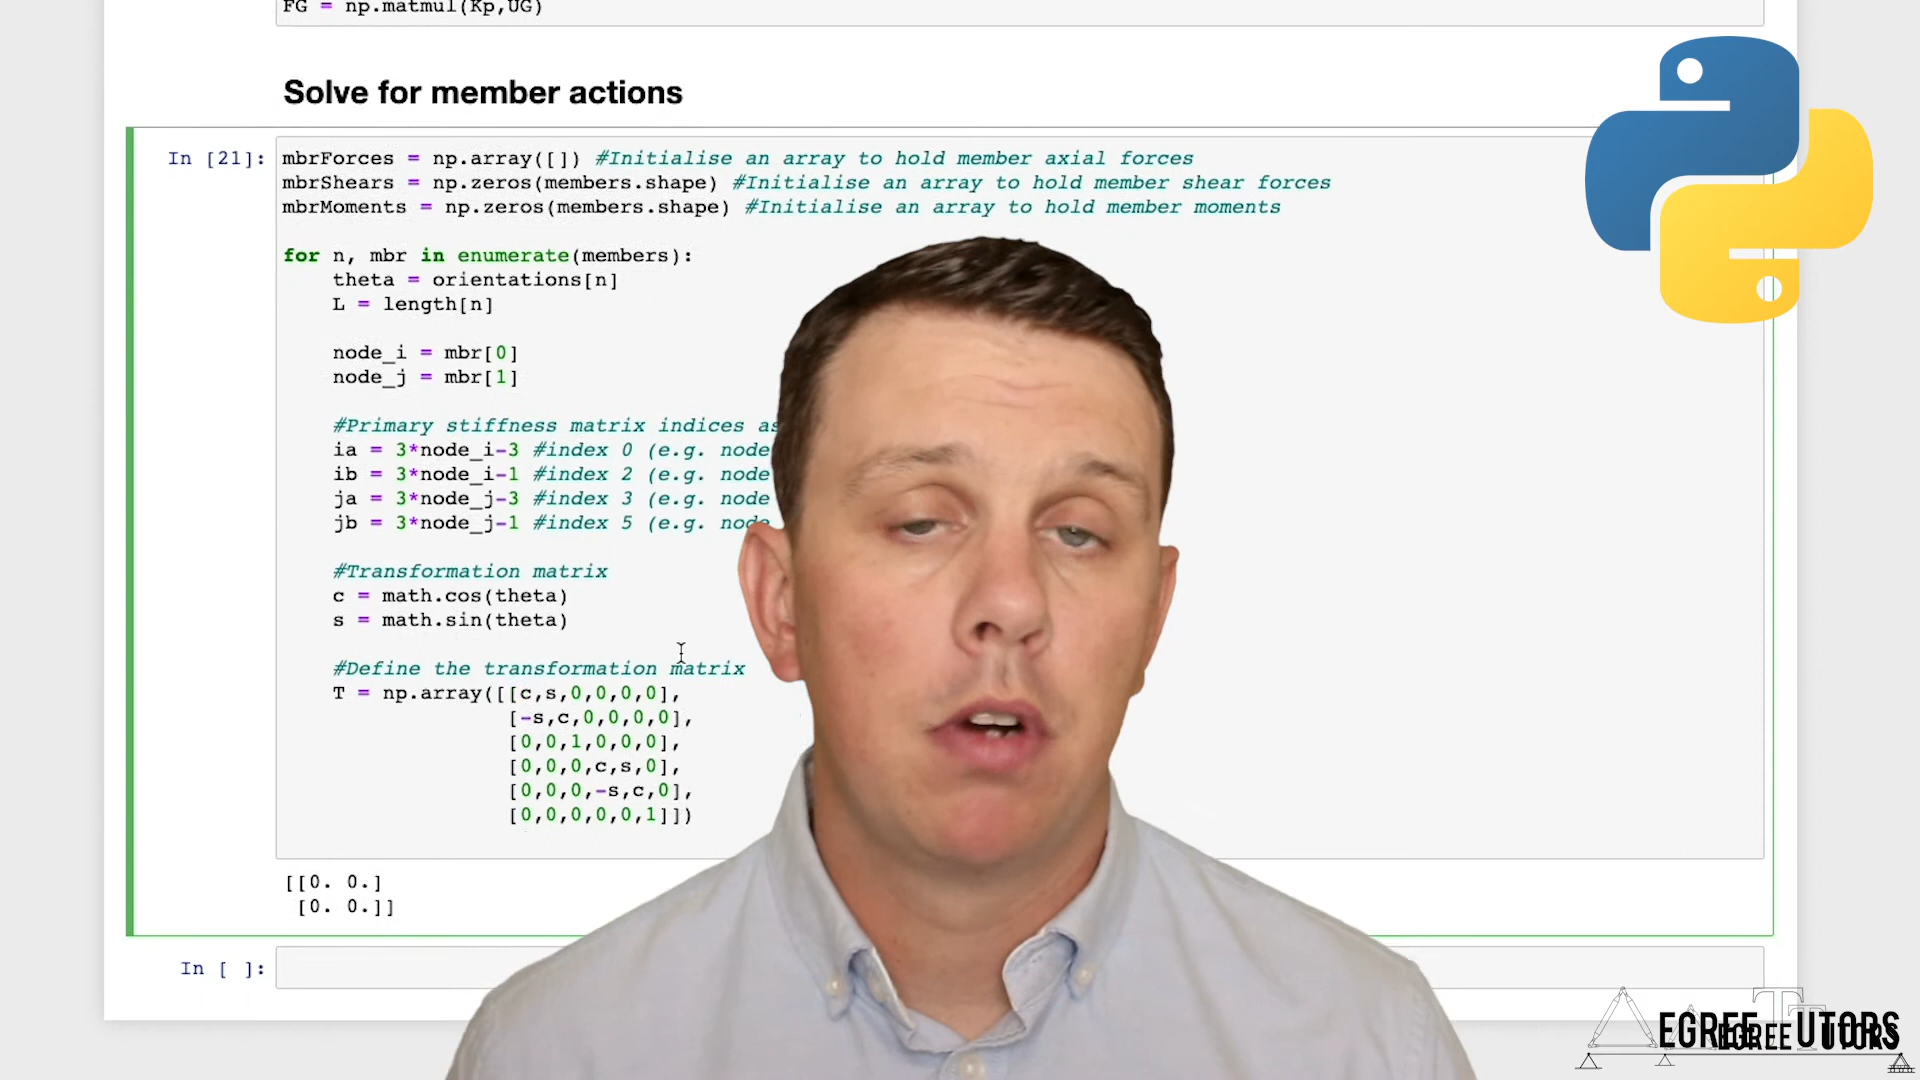 FG = np.matmul(Kp,UG)
Solve for member actions
In [21]:
mbrForces = np.array([]) #Initialise an array to hold member axial forces
mbrShears = np.zeros(members.shape) #Initialise an array to hold member shear forces
mbrMoments = np.zeros(members.shape) #Initialise an array to hold member moments
for n, mbr in enumerate(members):
theta = orientations[n]
L = length[n]
node_i = mbr[0]
node_j = mbr[1]
#Primary stiffness matrix indices
ia = 3*node_i-3 #index 0 (e.g. node
ib = 3*node_i-1 #index 2 (e.g. node
ja = 3*node_j-3 #index 3 (e.g. node
jb = 3*node_j-1 #index 5 (e.g. node
#Transformation matrix
c = math.cos(theta)
s = math.sin(theta)
#Define the transformation matrix
T = np.array([[c,s,0,0,0,0],
[-s,c,0,0,0,0],
[0,0,1,0,0,0],
[0,0,0,c,s,0],
[0,0,0,-s,c,0],
[0,0,0,0,0,1]])
[[0. 0.]
[0. 0.]]
In [ ]:
EGREE UTORS
EGREE UTORS